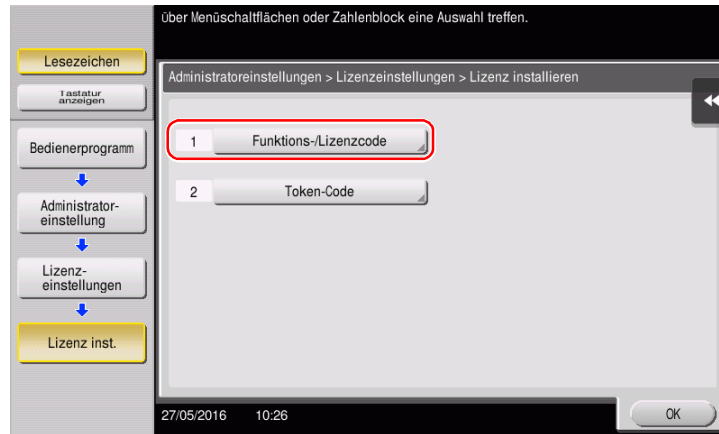 über Menüschaltflächen oder Zahlenblock eine Auswahl treffen.
Lesezeichen
Tastatur
anzeigen
Bedienerprogramm
Administrator-
einstellung
Lizenz-
einstellungen
Lizenz inst.
Administratoreinstellungen > Lizenzeinstellungen > Lizenz installieren
1 Funktions-/Lizenzcode
2 Token-Code
27/05/2016 10:26
OK